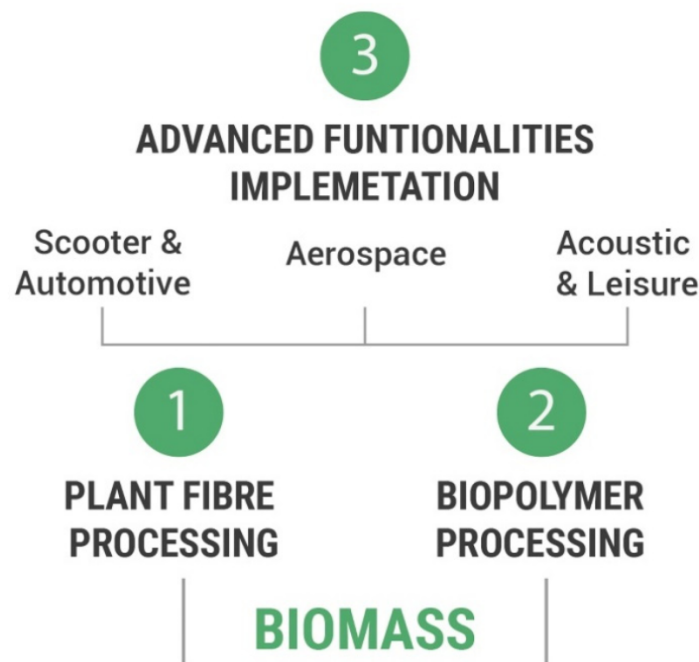 3
ADVANCED FUNTIONALITIES
IMPLEMETATION
Scooter &
Automotive
Aerospace
Acoustic
& Leisure
1
PLANT FIBRE
PROCESSING
2
BIOPOLYMER
PROCESSING
BIOMASS